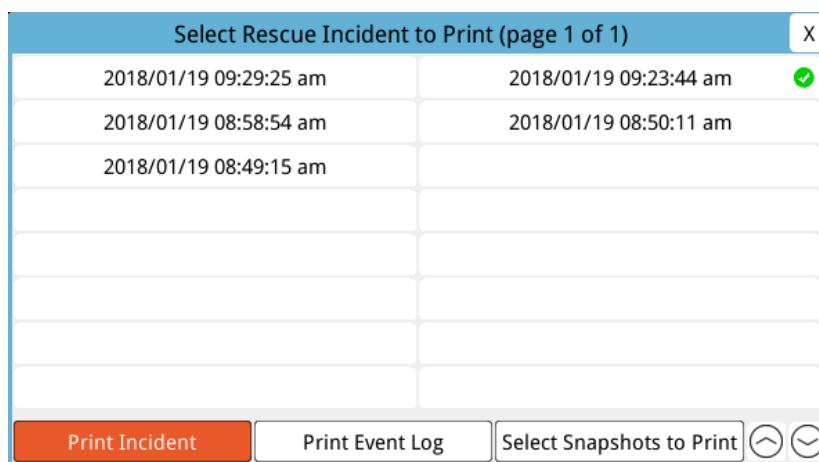 Select Rescue Incident to Print (page 1 of 1) X
2018/01/19 09:29:25 am 2018/01/19 09:23:44 am
2018/01/19 08:58:54 am 2018/01/19 08:50:11 am
2018/01/19 08:49:15 am
Print Incident Print Event Log Select Snapshots to Print